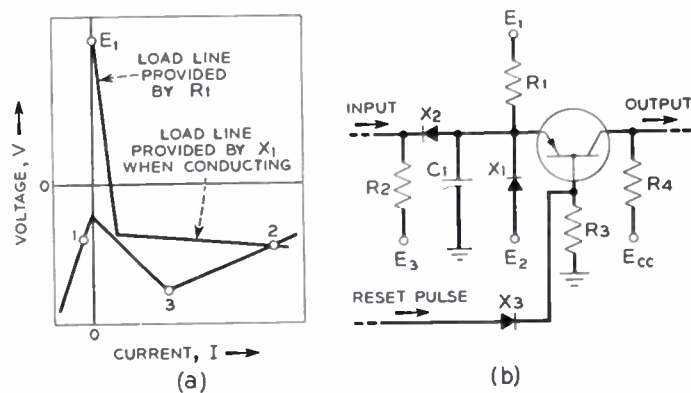 E1
LOAD LINE
PROVIDED
BY R1
LOAD LINE
PROVIDED BY X1
WHEN CONDUCTING
VOLTAGE, V
0
1
2
3
0
CURRENT, I
(a)
E1
R1
INPUT
X2
OUTPUT
R2
C1
X1
R4
R3
E3
E2
ECC
RESET PULSE
X3
(b)